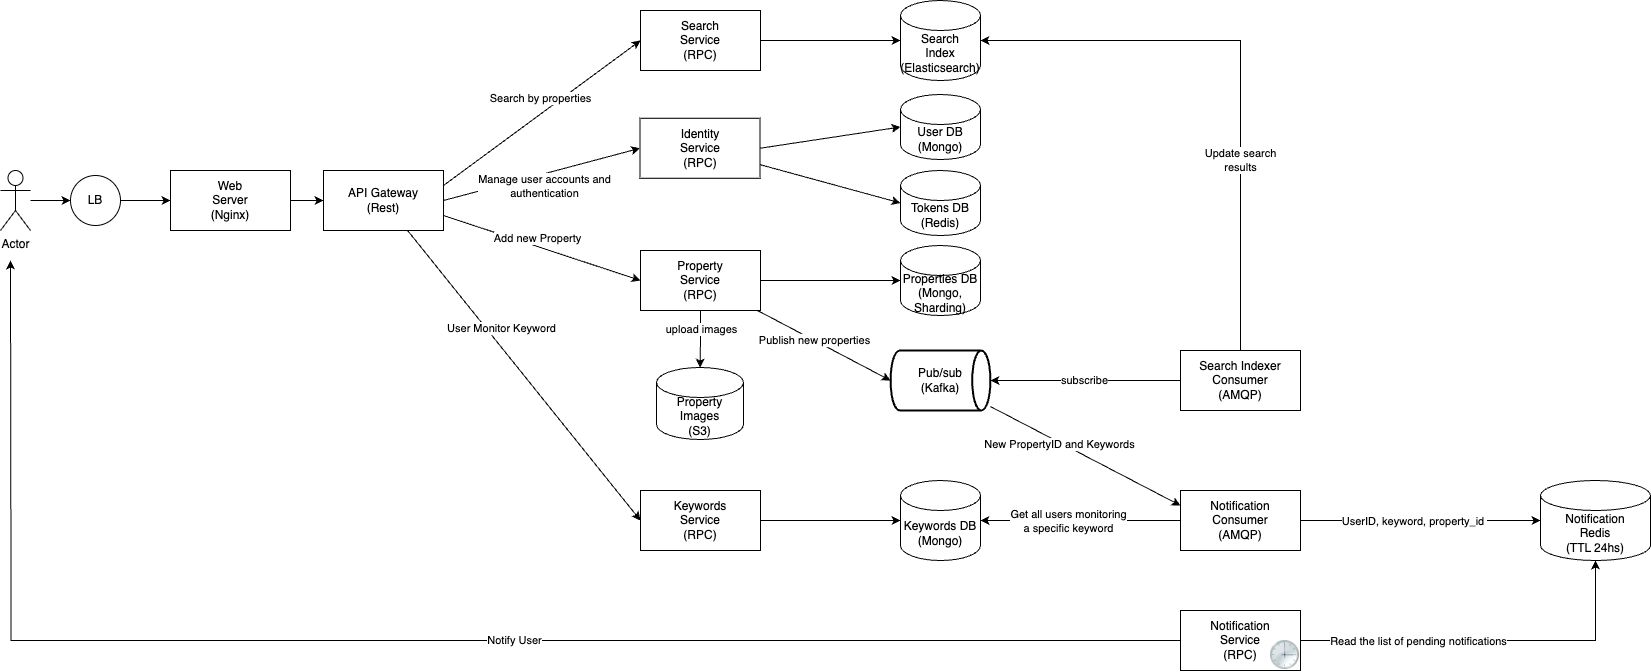 Search
Service
(RPC)
Search
Index
(Elasticsearch)
Search by properties
Identity
Service
(RPC)
User DB
(Mongo)
Update search
results
Manage user accounts and
authentication
Web
Server
(Nginx)
API Gateway
(Rest)
LB
Tokens DB
(Redis)
Actor
Add new Property
Property
Service
(RPC)
Properties DB
(Mongo,
Sharding)
User Monitor Keyword
upload images
Publish new properties
Pub/sub
(Kafka)
subscribe
Search Indexer
Consumer
(AMQP)
Property
Images
(S3)
New PropertyID and Keywords
Keywords
Service
(RPC)
Keywords DB
(Mongo)
Get all users monitoring
a specific keyword
Notification
Consumer
(AMQP)
UserID, keyword, property_id
Notification
Redis
(TTL 24hs)
Notify User
Notification
Service
(RPC)
Read the list of pending notifications